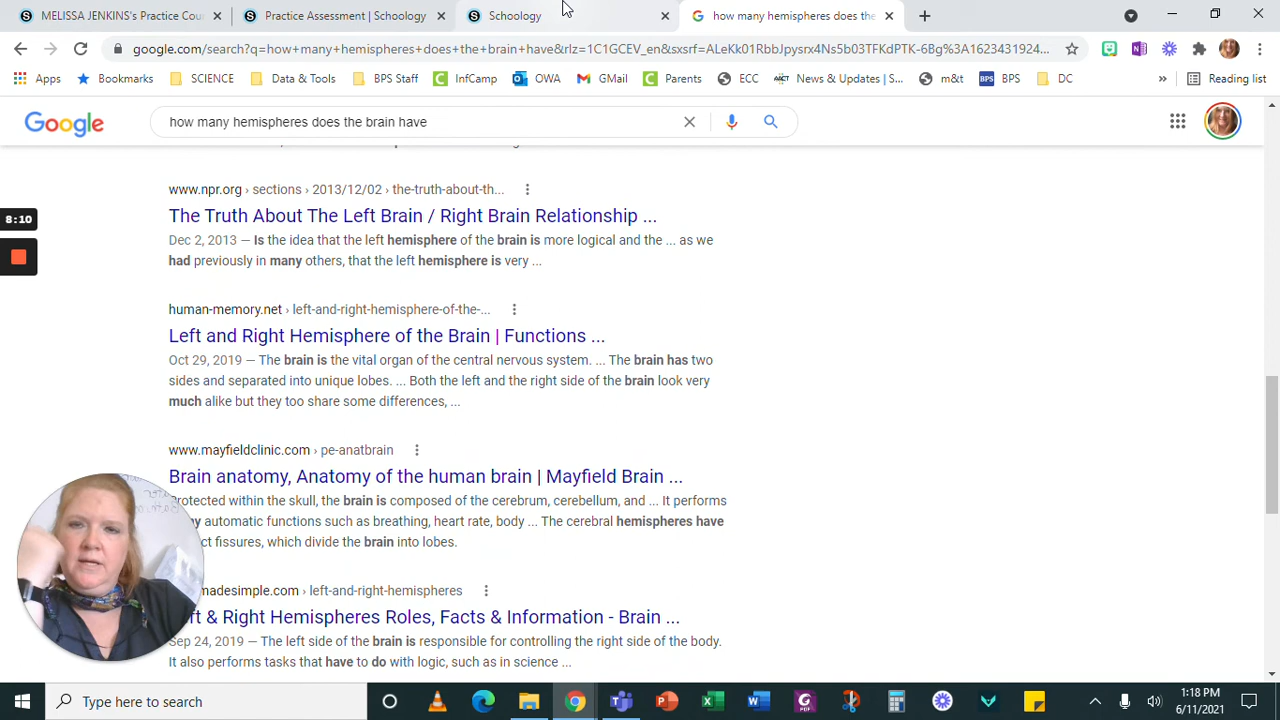 MELISSA JENKINS's Practice Cou
Practice Assessment | Schoology
Schoology
how many hemispheres does the
google.com/search?q=how+many+hemispheres+does+the+brain+have&rlz=1C1GCEV_en&sxsrf=ALeKk01RbbJpysrx4Ns5b03TFKdPTK-6Bg%3A1623431924...
Apps
Bookmarks
SCIENCE
Data & Tools
BPS Staff
InfCamp
OWA
GMail
Parents
ECC
News & Updates | S...
m&t
BPS
DC
»
Reading list
Google
how many hemispheres does the brain have
www.npr.org › sections › 2013/12/02 › the-truth-about-th...
The Truth About The Left Brain / Right Brain Relationship ...
Dec 2, 2013 — Is the idea that the left hemisphere of the brain is more logical and the ... as we
had previously in many others, that the left hemisphere is very ...
human-memory.net › left-and-right-hemisphere-of-the-...
Left and Right Hemisphere of the Brain | Functions ...
Oct 29, 2019 — The brain is the vital organ of the central nervous system. ... The brain has two
sides and separated into unique lobes. ... Both the left and the right side of the brain look very
much alike but they too share some differences, ...
www.mayfieldclinic.com › pe-anatbrain
Brain anatomy, Anatomy of the human brain | Mayfield Brain ...
rotected within the skull, the brain is composed of the cerebrum, cerebellum, and ... It performs
automatic functions such as breathing, heart rate, body ... The cerebral hemispheres have
ct fissures, which divide the brain into lobes.
madesimple.com › left-and-right-hemispheres
ft & Right Hemispheres Roles, Facts & Information - Brain ...
Sep 24, 2019 — The left side of the brain is responsible for controlling the right side of the body.
It also performs tasks that have to do with logic, such as in science ...
8:10
Type here to search
1:18 PM
6/11/2021